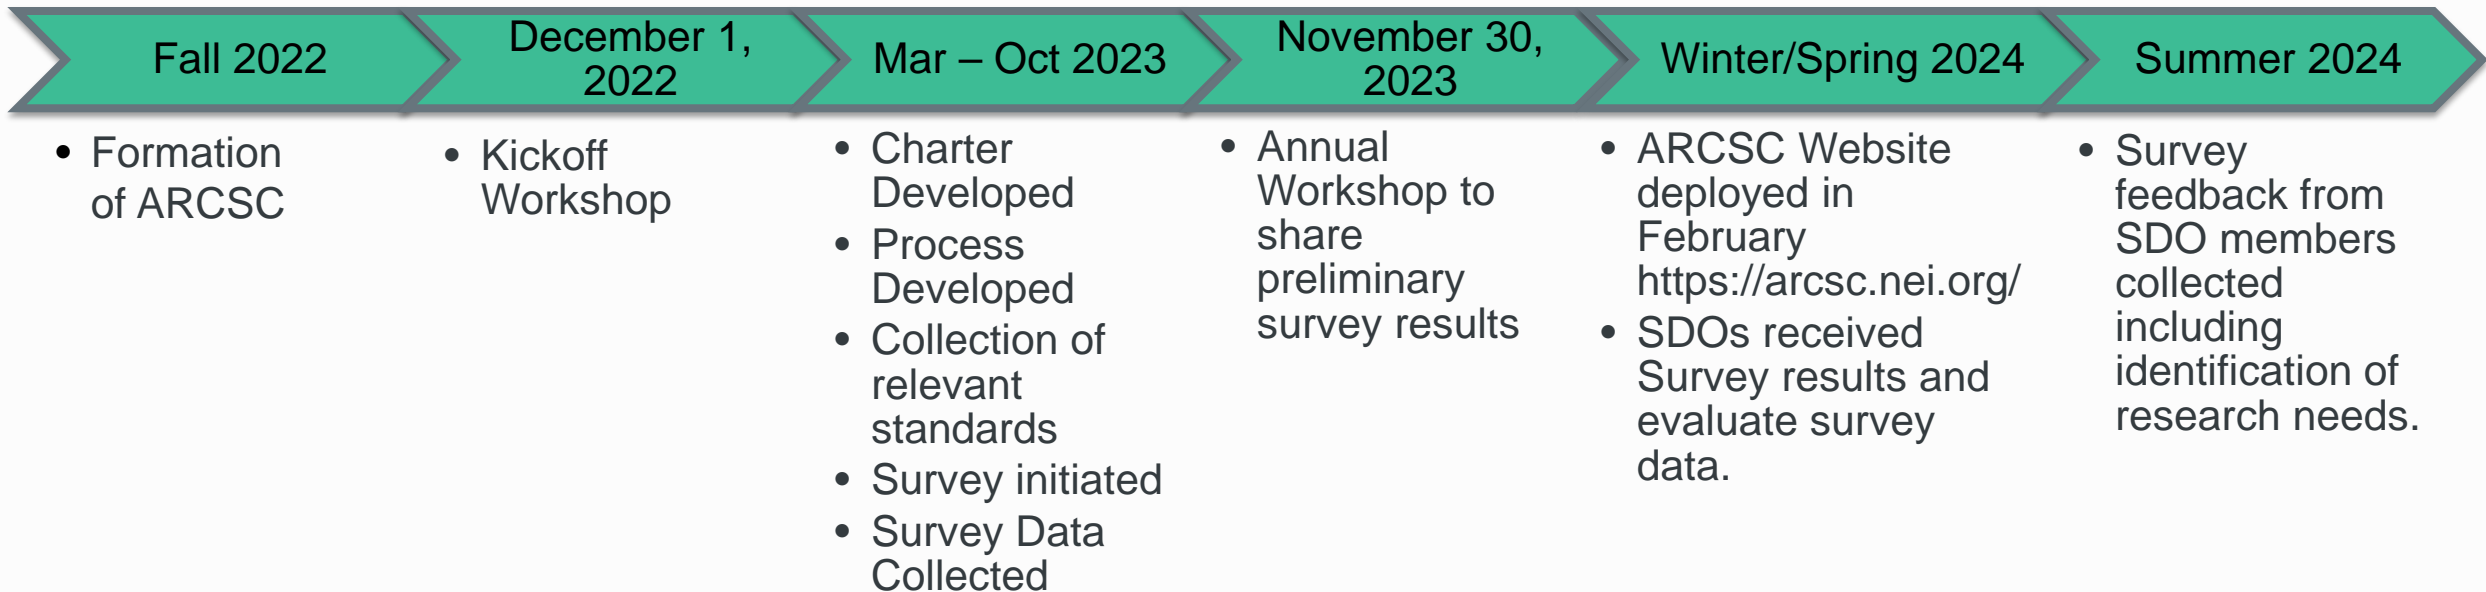 Fall 2022
December 1,
2022
Mar – Oct 2023
November 30,
2023
Winter/Spring 2024
Summer 2024
• Formation
of ARCSC
• Kickoff
Workshop
• Charter
Developed
• Process
Developed
• Collection of
relevant
standards
• Survey initiated
• Survey Data
Collected
• Annual
Workshop to
share
preliminary
survey results
• ARCSC Website
deployed in
February
https://arcsc.nei.org/
• SDOs received
Survey results and
evaluate survey
data.
• Survey
feedback from
SDO members
collected
including
identification of
research needs.